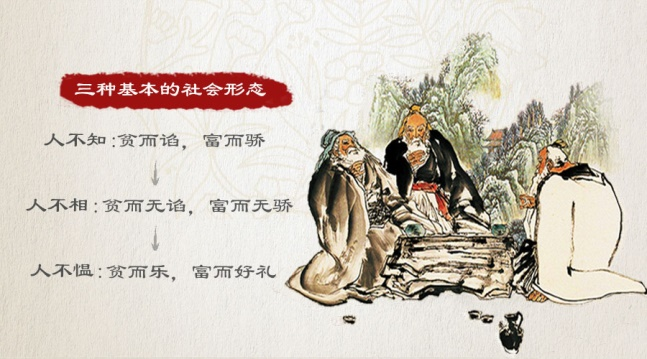 三种基本的社会形态
人不知:贫而谄，富而骄
人不相:贫而无谄，富而无骄
人不愠:贫而乐，富而好礼